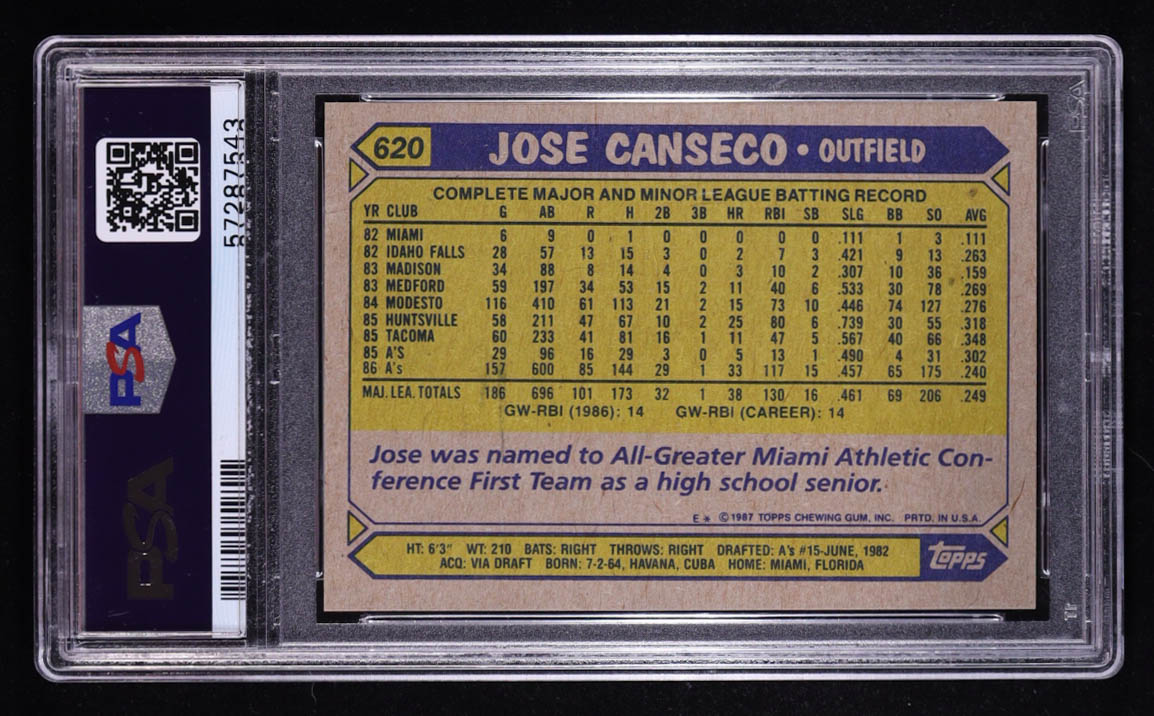 57287543
PSA
PSA
PSA
620 JOSE CANSECO • OUTFIELD
COMPLETE MAJOR AND MINOR LEAGUE BATTING RECORD
YR CLUB G AB R H 2B 3B HR RBI SB SLG BB SO AVG
82 MIAMI 6 9 0 1 0 0 0 0 0 .111 1 3 .111
82 IDAHO FALLS 28 57 13 15 3 0 2 7 3 .421 9 13 .263
83 MADISON 34 88 8 14 4 0 3 10 2 .307 10 36 .159
83 MEDFORD 59 197 34 53 15 2 11 40 6 .533 30 78 .269
84 MODESTO 116 410 61 113 21 2 15 73 10 .446 74 127 .276
85 HUNTSVILLE 58 211 47 67 10 2 25 80 6 .739 30 55 .318
85 TACOMA 60 233 41 81 16 1 11 47 5 .567 40 66 .348
85 A'S 29 96 16 29 3 0 5 13 1 .490 4 31 .302
86 A's 157 600 85 144 29 1 33 117 15 .457 65 175 .240
MAJ. LEA. TOTALS 186 696 101 173 32 1 38 130 16 .461 69 206 .249
GW-RBI (1986): 14 GW-RBI (CAREER): 14
Jose was named to All-Greater Miami Athletic Con-
ference First Team as a high school senior.
E* ©1987 TOPPS CHEWING GUM, INC. PRTD. IN U.S.A.
HT: 6'3" WT: 210 BATS: RIGHT THROWS: RIGHT DRAFTED: A's #15-JUNE, 1982
ACQ: VIA DRAFT BORN: 7-2-64, HAVANA, CUBA HOME: MIAMI, FLORIDA
Topps